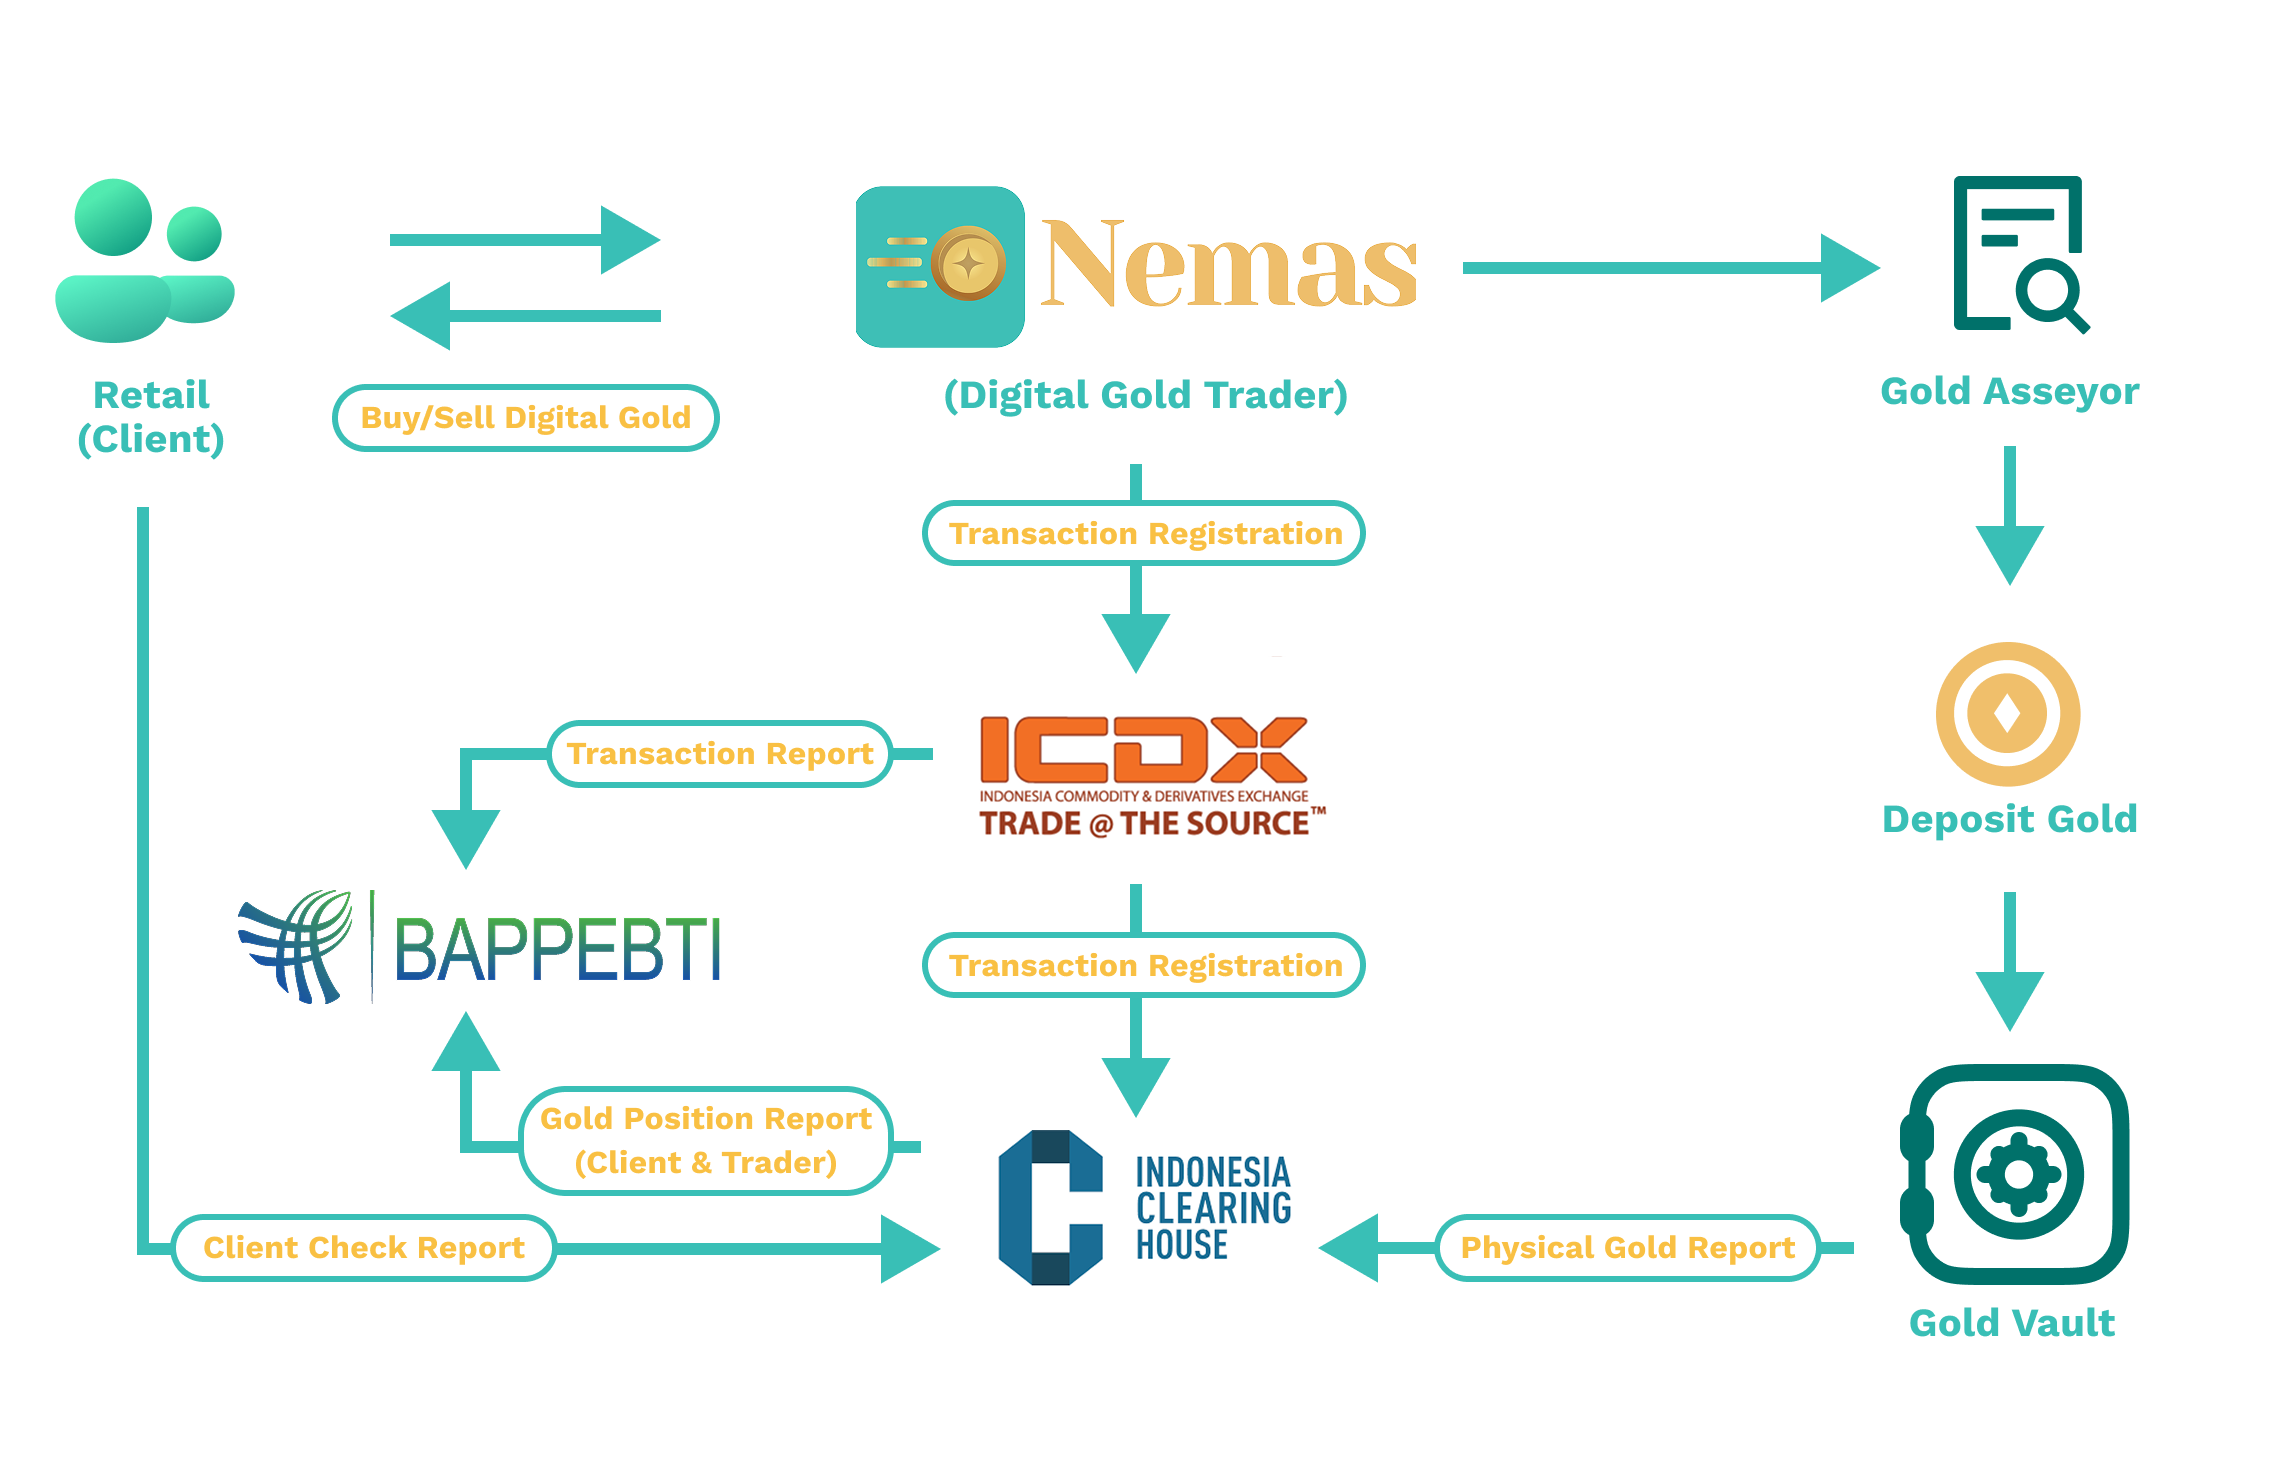 Nemas
Retail
(Client)
Buy/Sell Digital Gold
(Digital Gold Trader)
Gold Asseyor
Transaction Registration
Transaction Report
ICDX
INDONESIA COMMODITY & DERIVATIVES EXCHANGE
TRADE @ THE SOURCE™
Deposit Gold
BAPPEBTI
Transaction Registration
Gold Position Report
(Client & Trader)
INDONESIA
CLEARING
HOUSE
Client Check Report
Physical Gold Report
Gold Vault